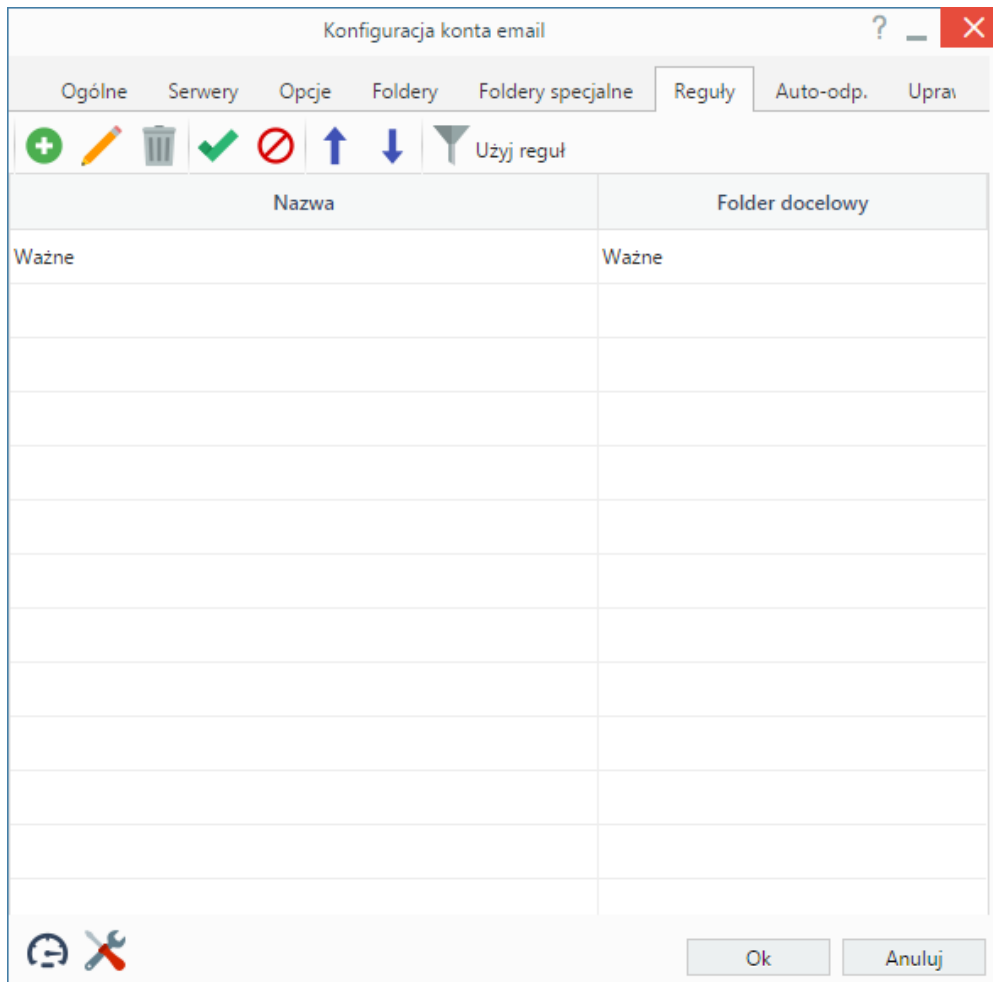 Konfiguracja konta email ?
Ogólne Serwery Opcje Foldery Foldery specjalne Reguły Auto-odp.
Użyj reguł
Nazwa Folder docelowy
Ważne Ważne
Ok Anuluj